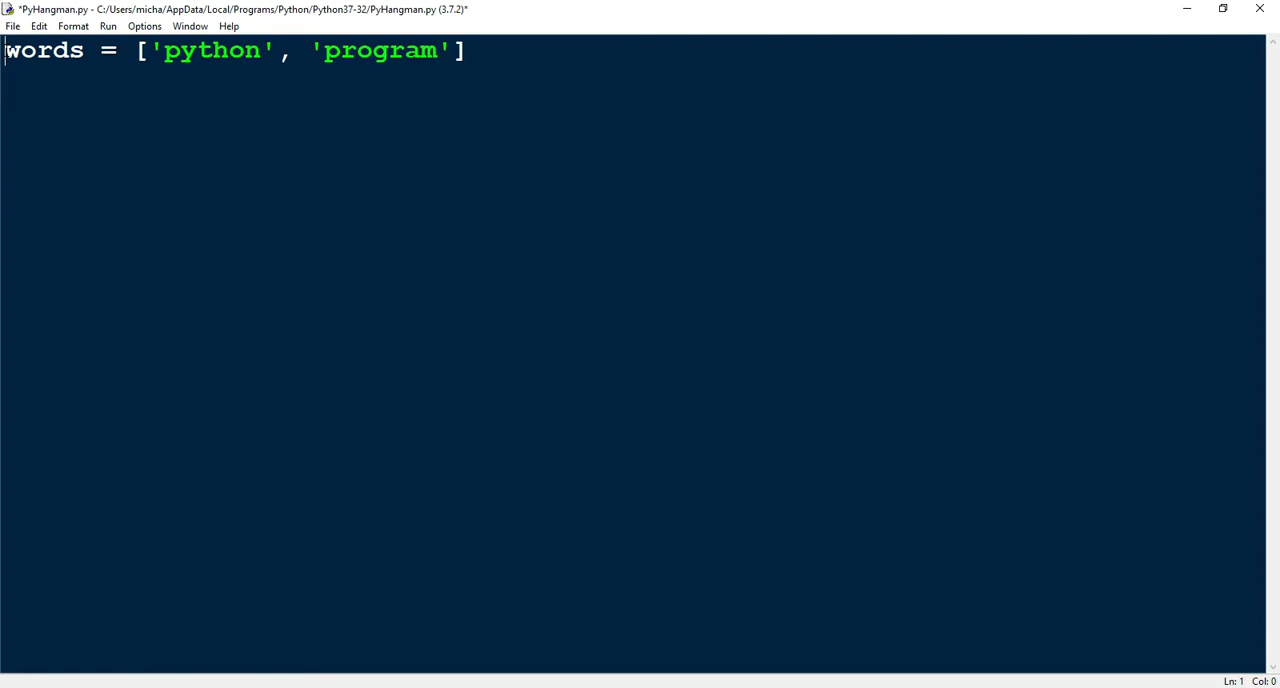 *PyHangman.py - C:/Users/micha/AppData/Local/Programs/Python/Python37-32/PyHangman.py (3.7.2)*
File Edit Format Run Options Window Help
words = ['python', 'program']
Ln: 1 Col: 0